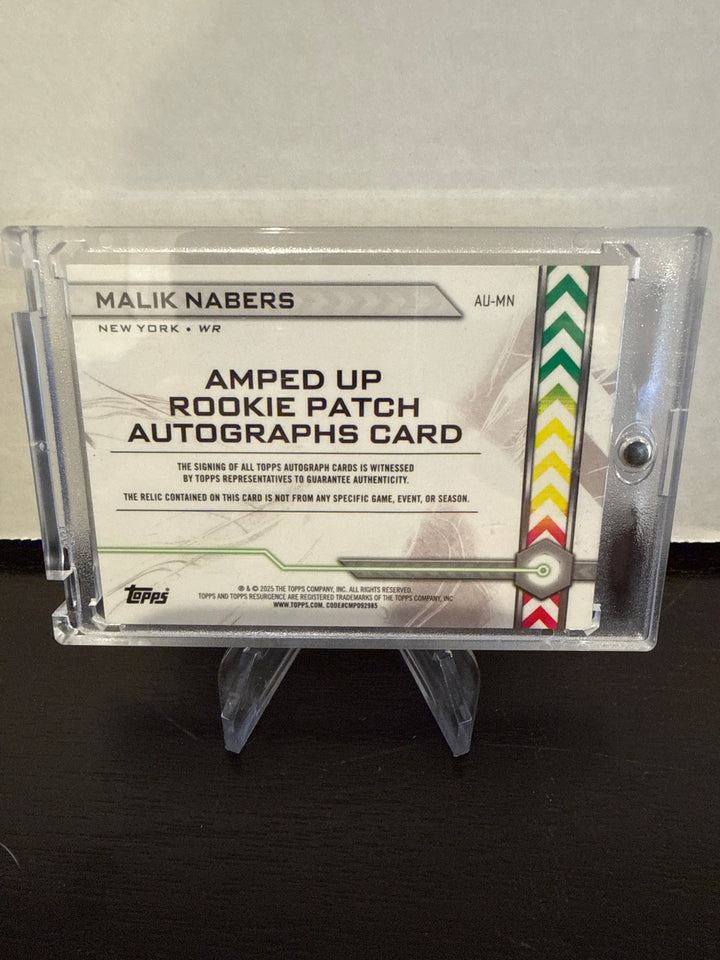 MALIK NABERS
AU-MN
NEW YORK • WR
AMPED UP
ROOKIE PATCH
AUTOGRAPHS CARD
THE SIGNING OF ALL TOPPS AUTOGRAPH CARDS IS WITNESSED
BY TOPPS REPRESENTATIVES TO GUARANTEE AUTHENTICITY.
THE RELIC CONTAINED ON THIS CARD IS NOT FROM ANY SPECIFIC GAME, EVENT, OR SEASON.
topps
® & © 2025 THE TOPPS COMPANY, INC. ALL RIGHTS RESERVED.
TOPPS AND TOPPS RESURGENCE ARE REGISTERED TRADEMARKS OF THE TOPPS COMPANY, INC
WWW.TOPPS.COM. CODE#CMP092985